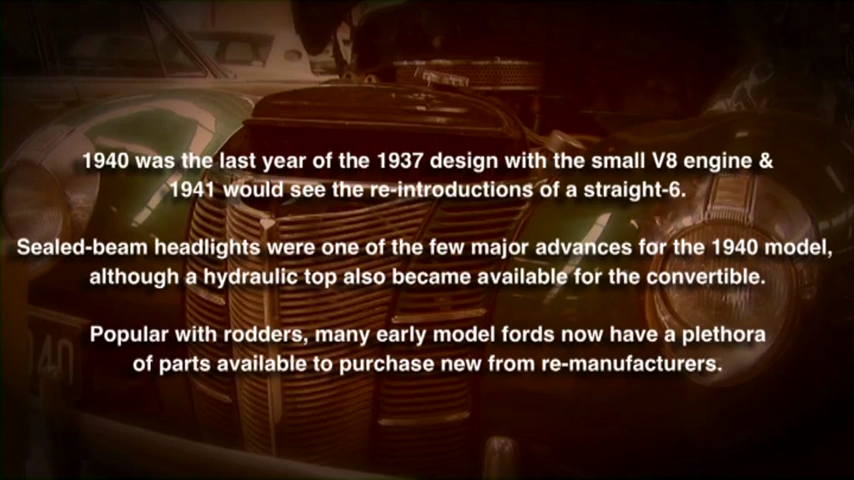 1940 was the last year of the 1937 design with the small V8 engine &
1941 would see the re-introductions of a straight-6.
Sealed-beam headlights were one of the few major advances for the 1940 model,
although a hydraulic top also became available for the convertible.
Popular with rodders, many early model fords now have a plethora
of parts available to purchase new from re-manufacturers.